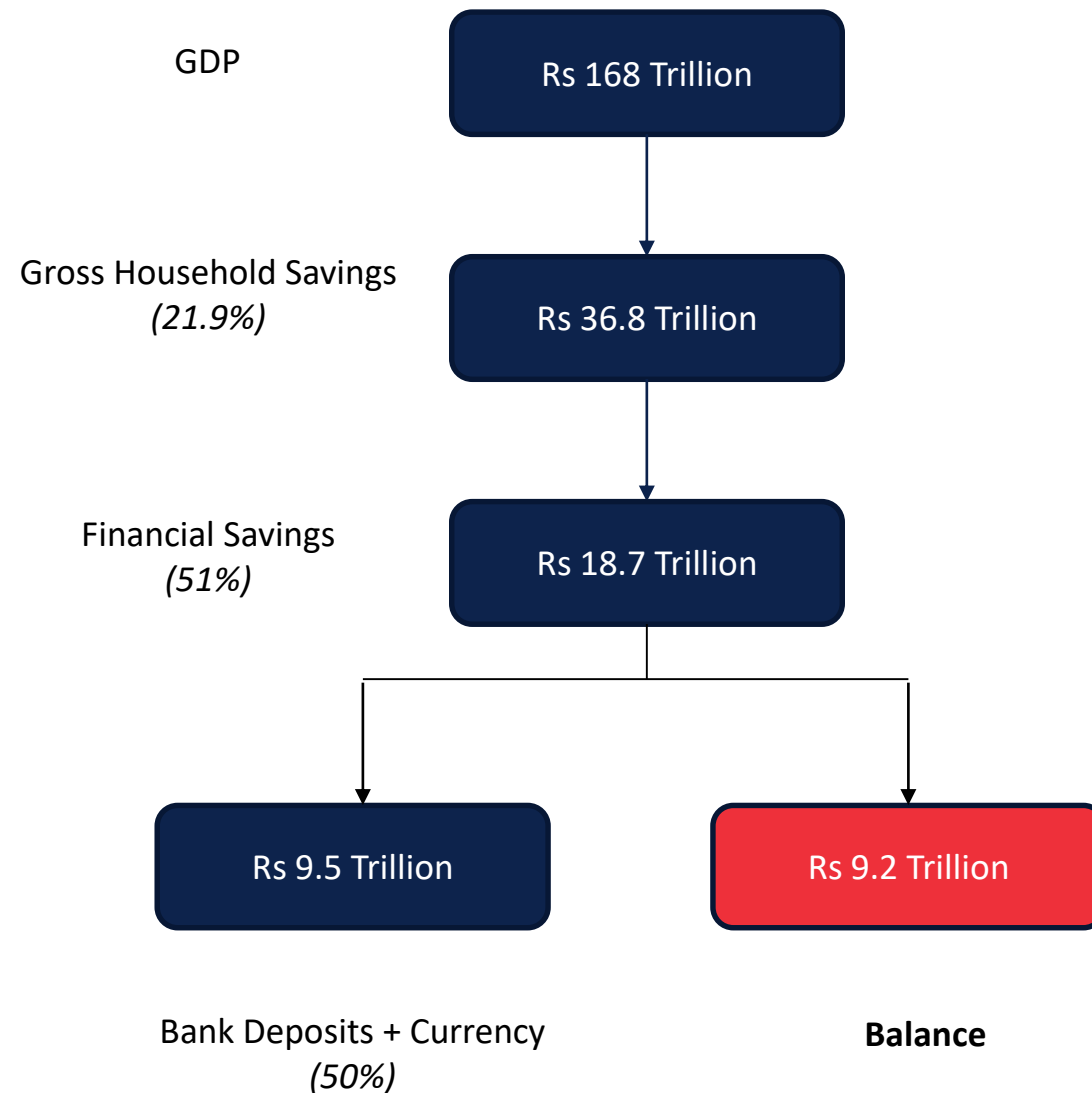 GDP
Rs 168 Trillion
Gross Household Savings
(21.9%)
Rs 36.8 Trillion
Financial Savings
(51%)
Rs 18.7 Trillion
Rs 9.5 Trillion
Rs 9.2 Trillion
Bank Deposits + Currency
(50%)
Balance